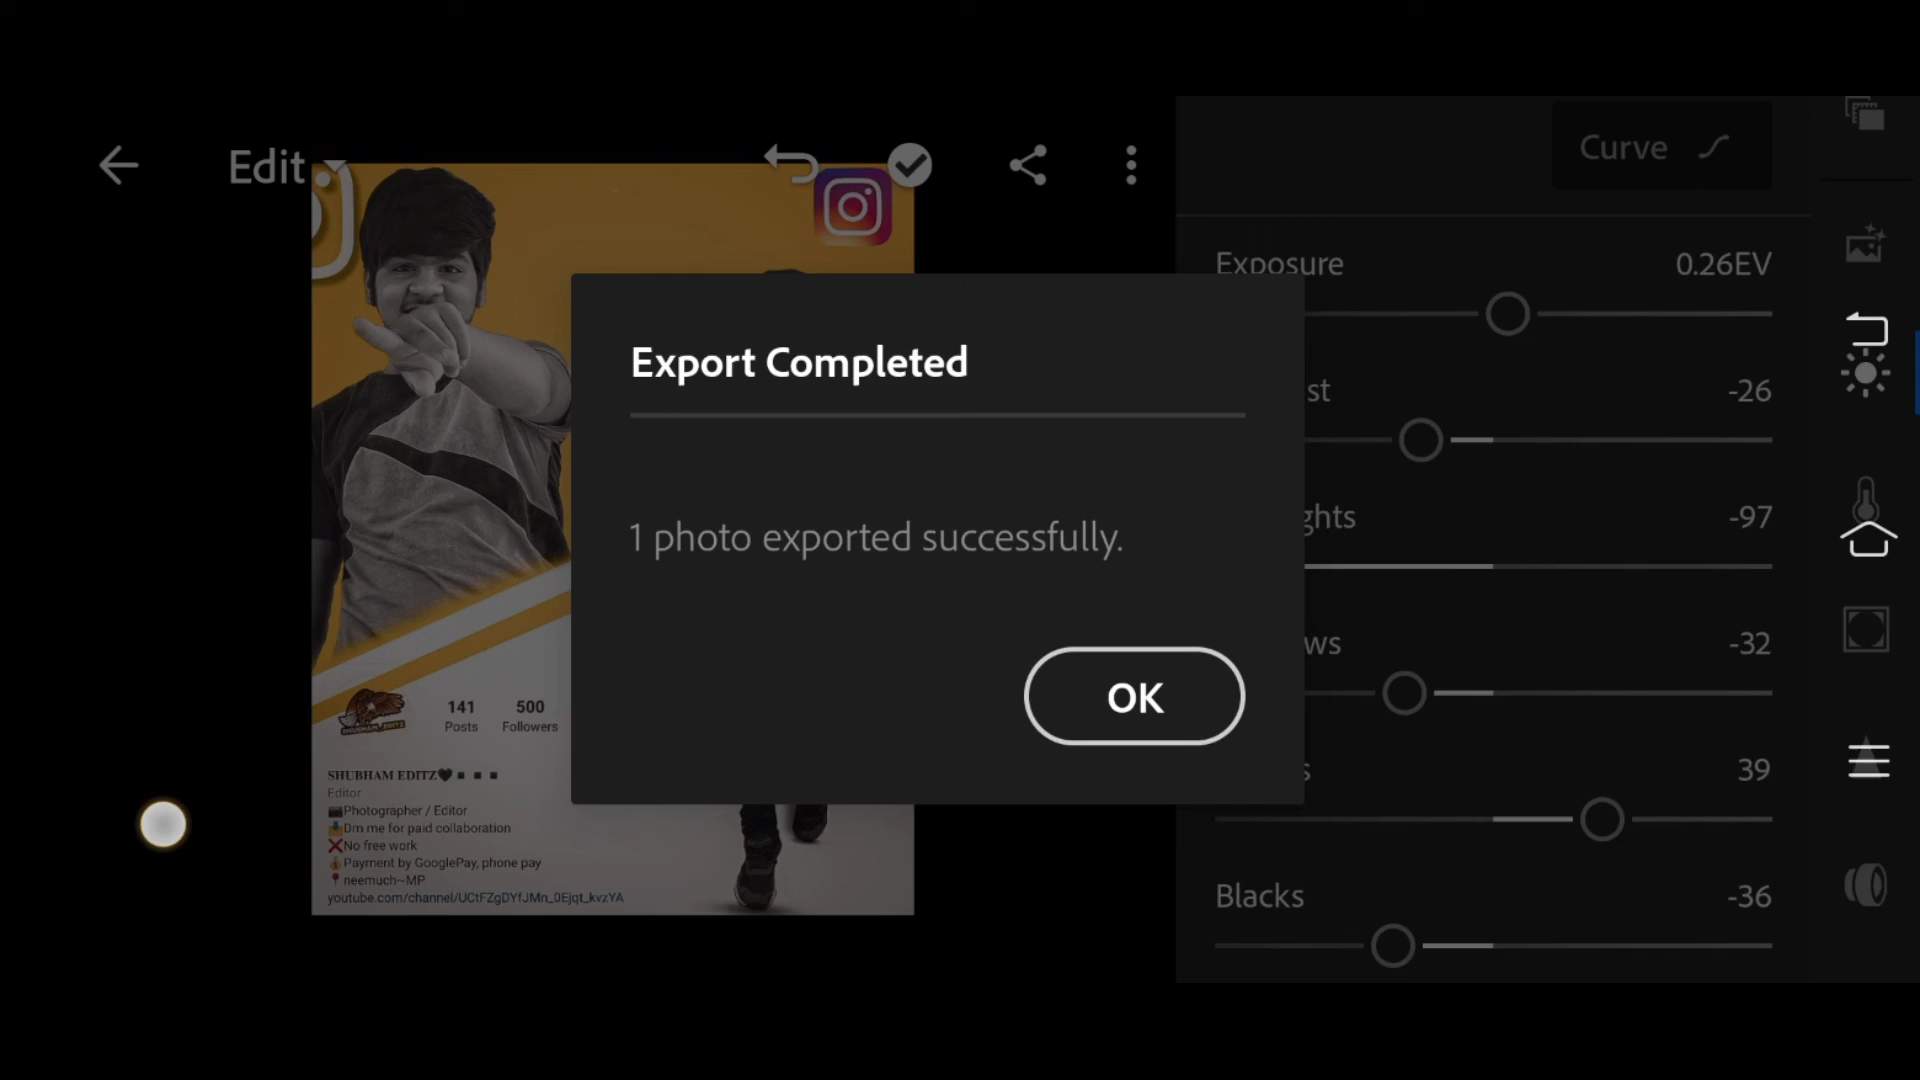 Edit
Curve
Exposure 0.26EV
st -26
ghts -97
ws -32
s 39
Blacks -36
Export Completed
1 photo exported successfully.
OK
141 500
Posts Followers
SHUBHAM EDITZ🖤▪▪▪
Editor
Photographer / Editor
Dm me for paid collaboration
❌No free work
Payment by GooglePay, phone pay
📍neemuch~MP
youtube.com/channel/UCtFZgDYfJMn_0Ejqt_kvzYA